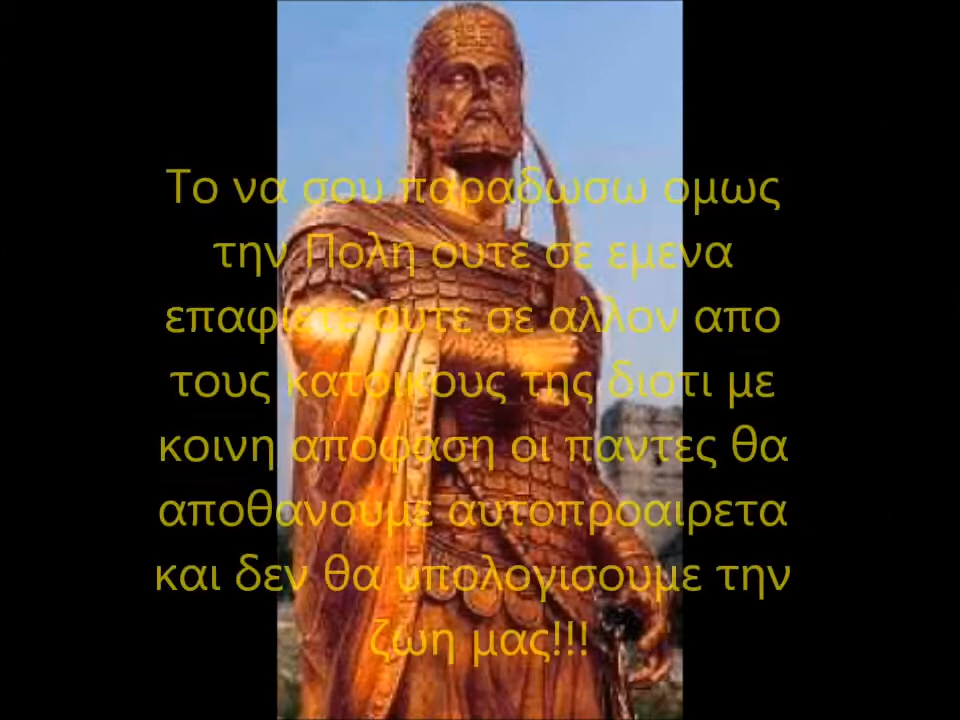 Το να σου παραδωσω ομως
την Πολη ουτε σε εμενα
επαφιετε ουτε σε αλλον απο
τους κατοικους της διοτι με
κοινη αποφαση οι παντες θα
αποθανουμε αυτοπροαιρετα
και δεν θα υπολογισουμε την
ζωη μας!!!